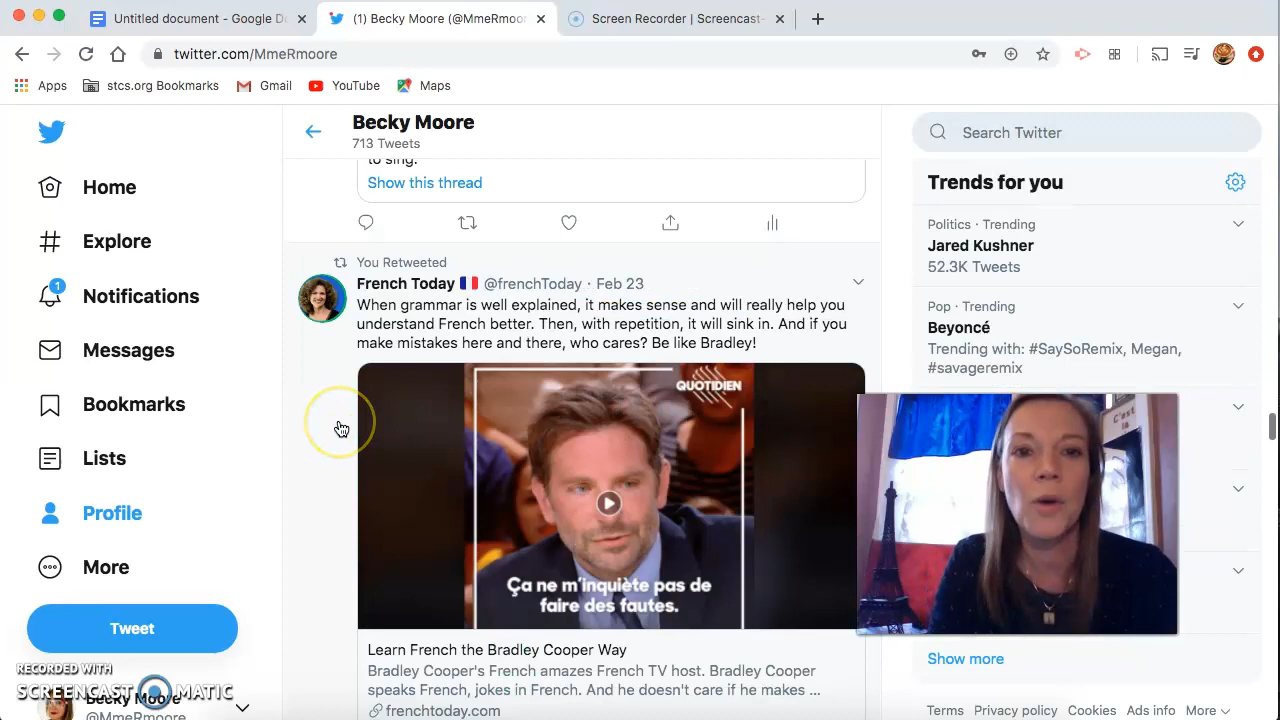 Untitled document - Google Do
(1) Becky Moore (@MmeRmoor
Screen Recorder | Screencast-
twitter.com/MmeRmoore
Apps
stcs.org Bookmarks
Gmail
YouTube
Maps
Home
Explore
1
Notifications
Messages
Bookmarks
Lists
Profile
More
Tweet
RECORDED WITH
SCREENCAST MATIC
Becky Moore
@MmeRmoore
Becky Moore
713 Tweets
to sing.
Show this thread
You Retweeted
French Today 🇫🇷 @frenchToday · Feb 23
When grammar is well explained, it makes sense and will really help you
understand French better. Then, with repetition, it will sink in. And if you
make mistakes here and there, who cares? Be like Bradley!
QUOTIDIEN
Ça ne m'inquiète pas de
faire des fautes.
Learn French the Bradley Cooper Way
Bradley Cooper's French amazes French TV host. Bradley Cooper
speaks French, jokes in French. And he doesn't care if he makes ...
frenchtoday.com
Search Twitter
Trends for you
Politics · Trending
Jared Kushner
52.3K Tweets
Pop · Trending
Beyoncé
Trending with: #SaySoRemix, Megan,
#savageremix
C'est
la
Show more
Terms Privacy policy Cookies Ads info More